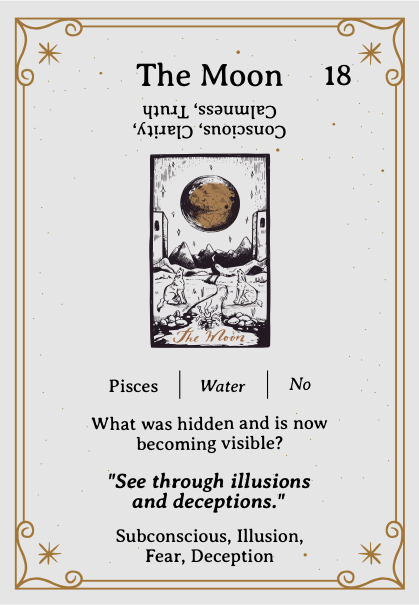 The Moon 18
Conscious, Clarity,
Calmness, Truth
The Moon
Pisces | Water | No
What was hidden and is now
becoming visible?
"See through illusions
and deceptions."
Subconscious, Illusion,
Fear, Deception